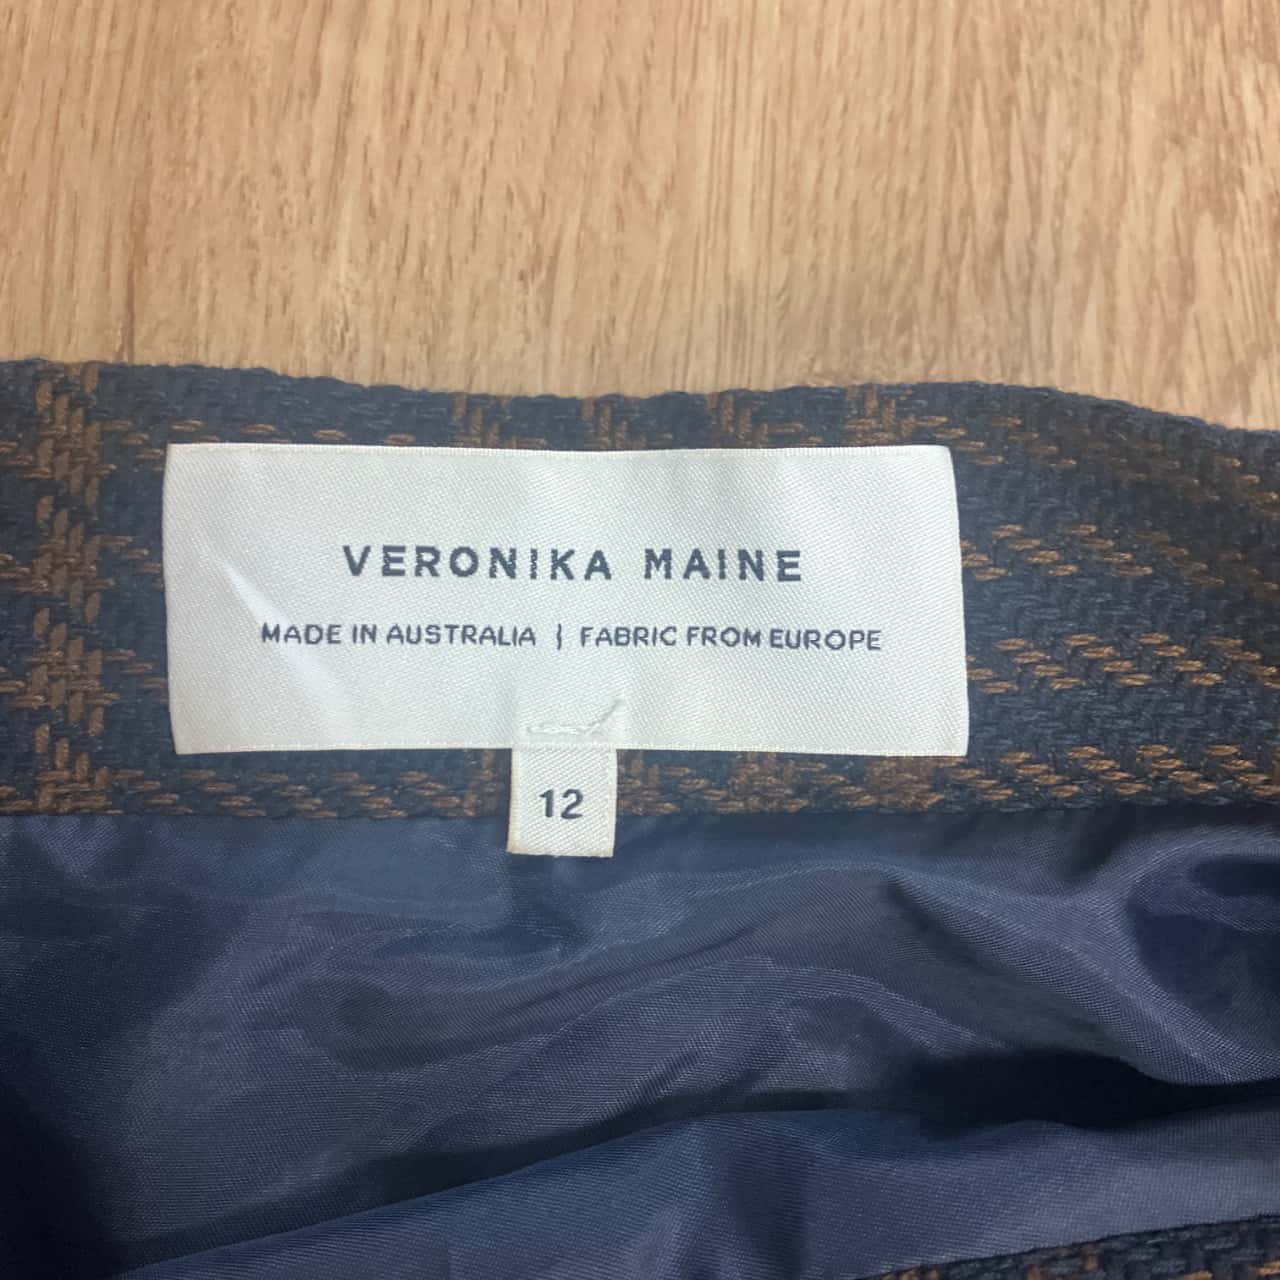 VERONIKA MAINE
MADE IN AUSTRALIA | FABRIC FROM EUROPE
12